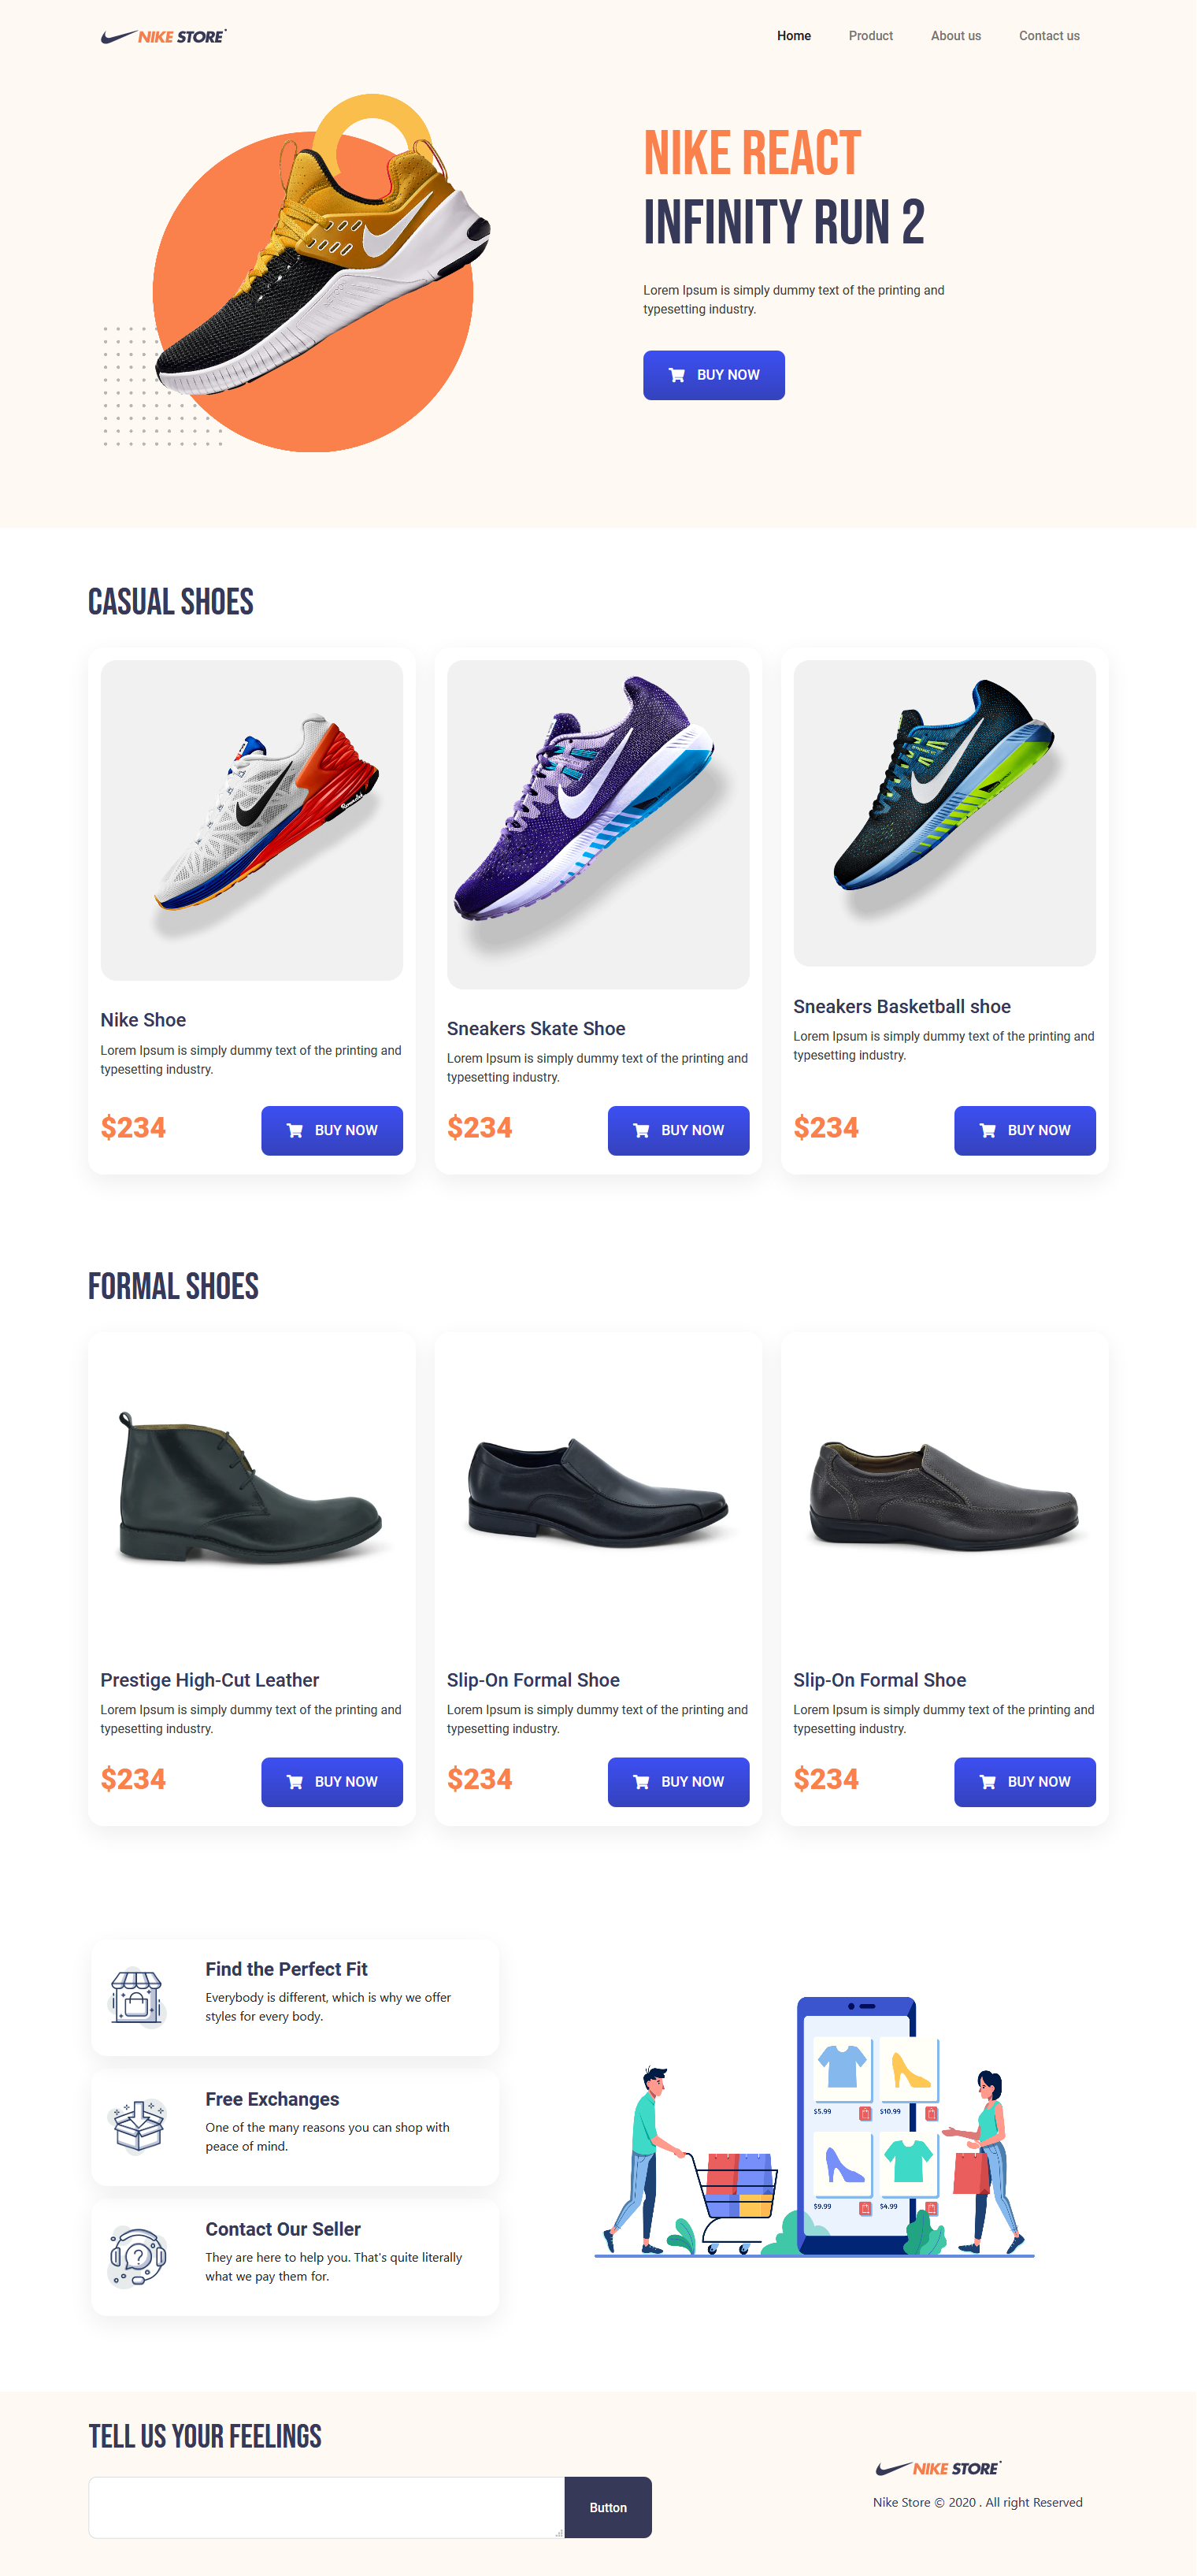 NIKE STORE
Home
Product
About us
Contact us
NIKE REACT
INFINITY RUN 2
Lorem Ipsum is simply dummy text of the printing and
typesetting industry.
BUY NOW
CASUAL SHOES
Nike Shoe
Lorem Ipsum is simply dummy text of the printing and
typesetting industry.
$234
BUY NOW
Sneakers Skate Shoe
Lorem Ipsum is simply dummy text of the printing and
typesetting industry.
$234
BUY NOW
Sneakers Basketball shoe
Lorem Ipsum is simply dummy text of the printing and
typesetting industry.
$234
BUY NOW
FORMAL SHOES
Prestige High-Cut Leather
Lorem Ipsum is simply dummy text of the printing and
typesetting industry.
$234
BUY NOW
Slip-On Formal Shoe
Lorem Ipsum is simply dummy text of the printing and
typesetting industry.
$234
BUY NOW
Slip-On Formal Shoe
Lorem Ipsum is simply dummy text of the printing and
typesetting industry.
$234
BUY NOW
Find the Perfect Fit
Everybody is different, which is why we offer
styles for every body.
Free Exchanges
One of the many reasons you can shop with
peace of mind.
Contact Our Seller
They are here to help you. That's quite literally
what we pay them for.
$5.99
$10.99
$9.99
$4.99
TELL US YOUR FEELINGS
Button
NIKE STORE
Nike Store © 2020 . All right Reserved